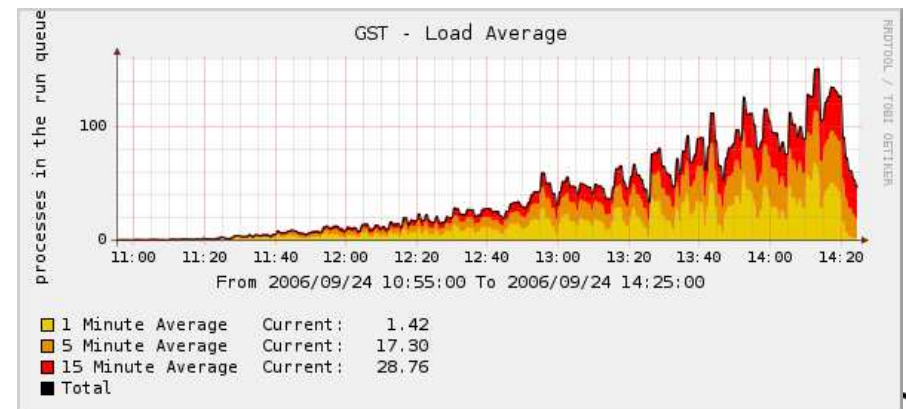 GST - Load Average
processes in the run queue
RRDTOOL / TOBI OETIKER
100
0
11:00 11:20 11:40 12:00 12:20 12:40 13:00 13:20 13:40 14:00 14:20
From 2006/09/24 10:55:00 To 2006/09/24 14:25:00
1 Minute Average Current: 1.42
5 Minute Average Current: 17.30
15 Minute Average Current: 28.76
Total